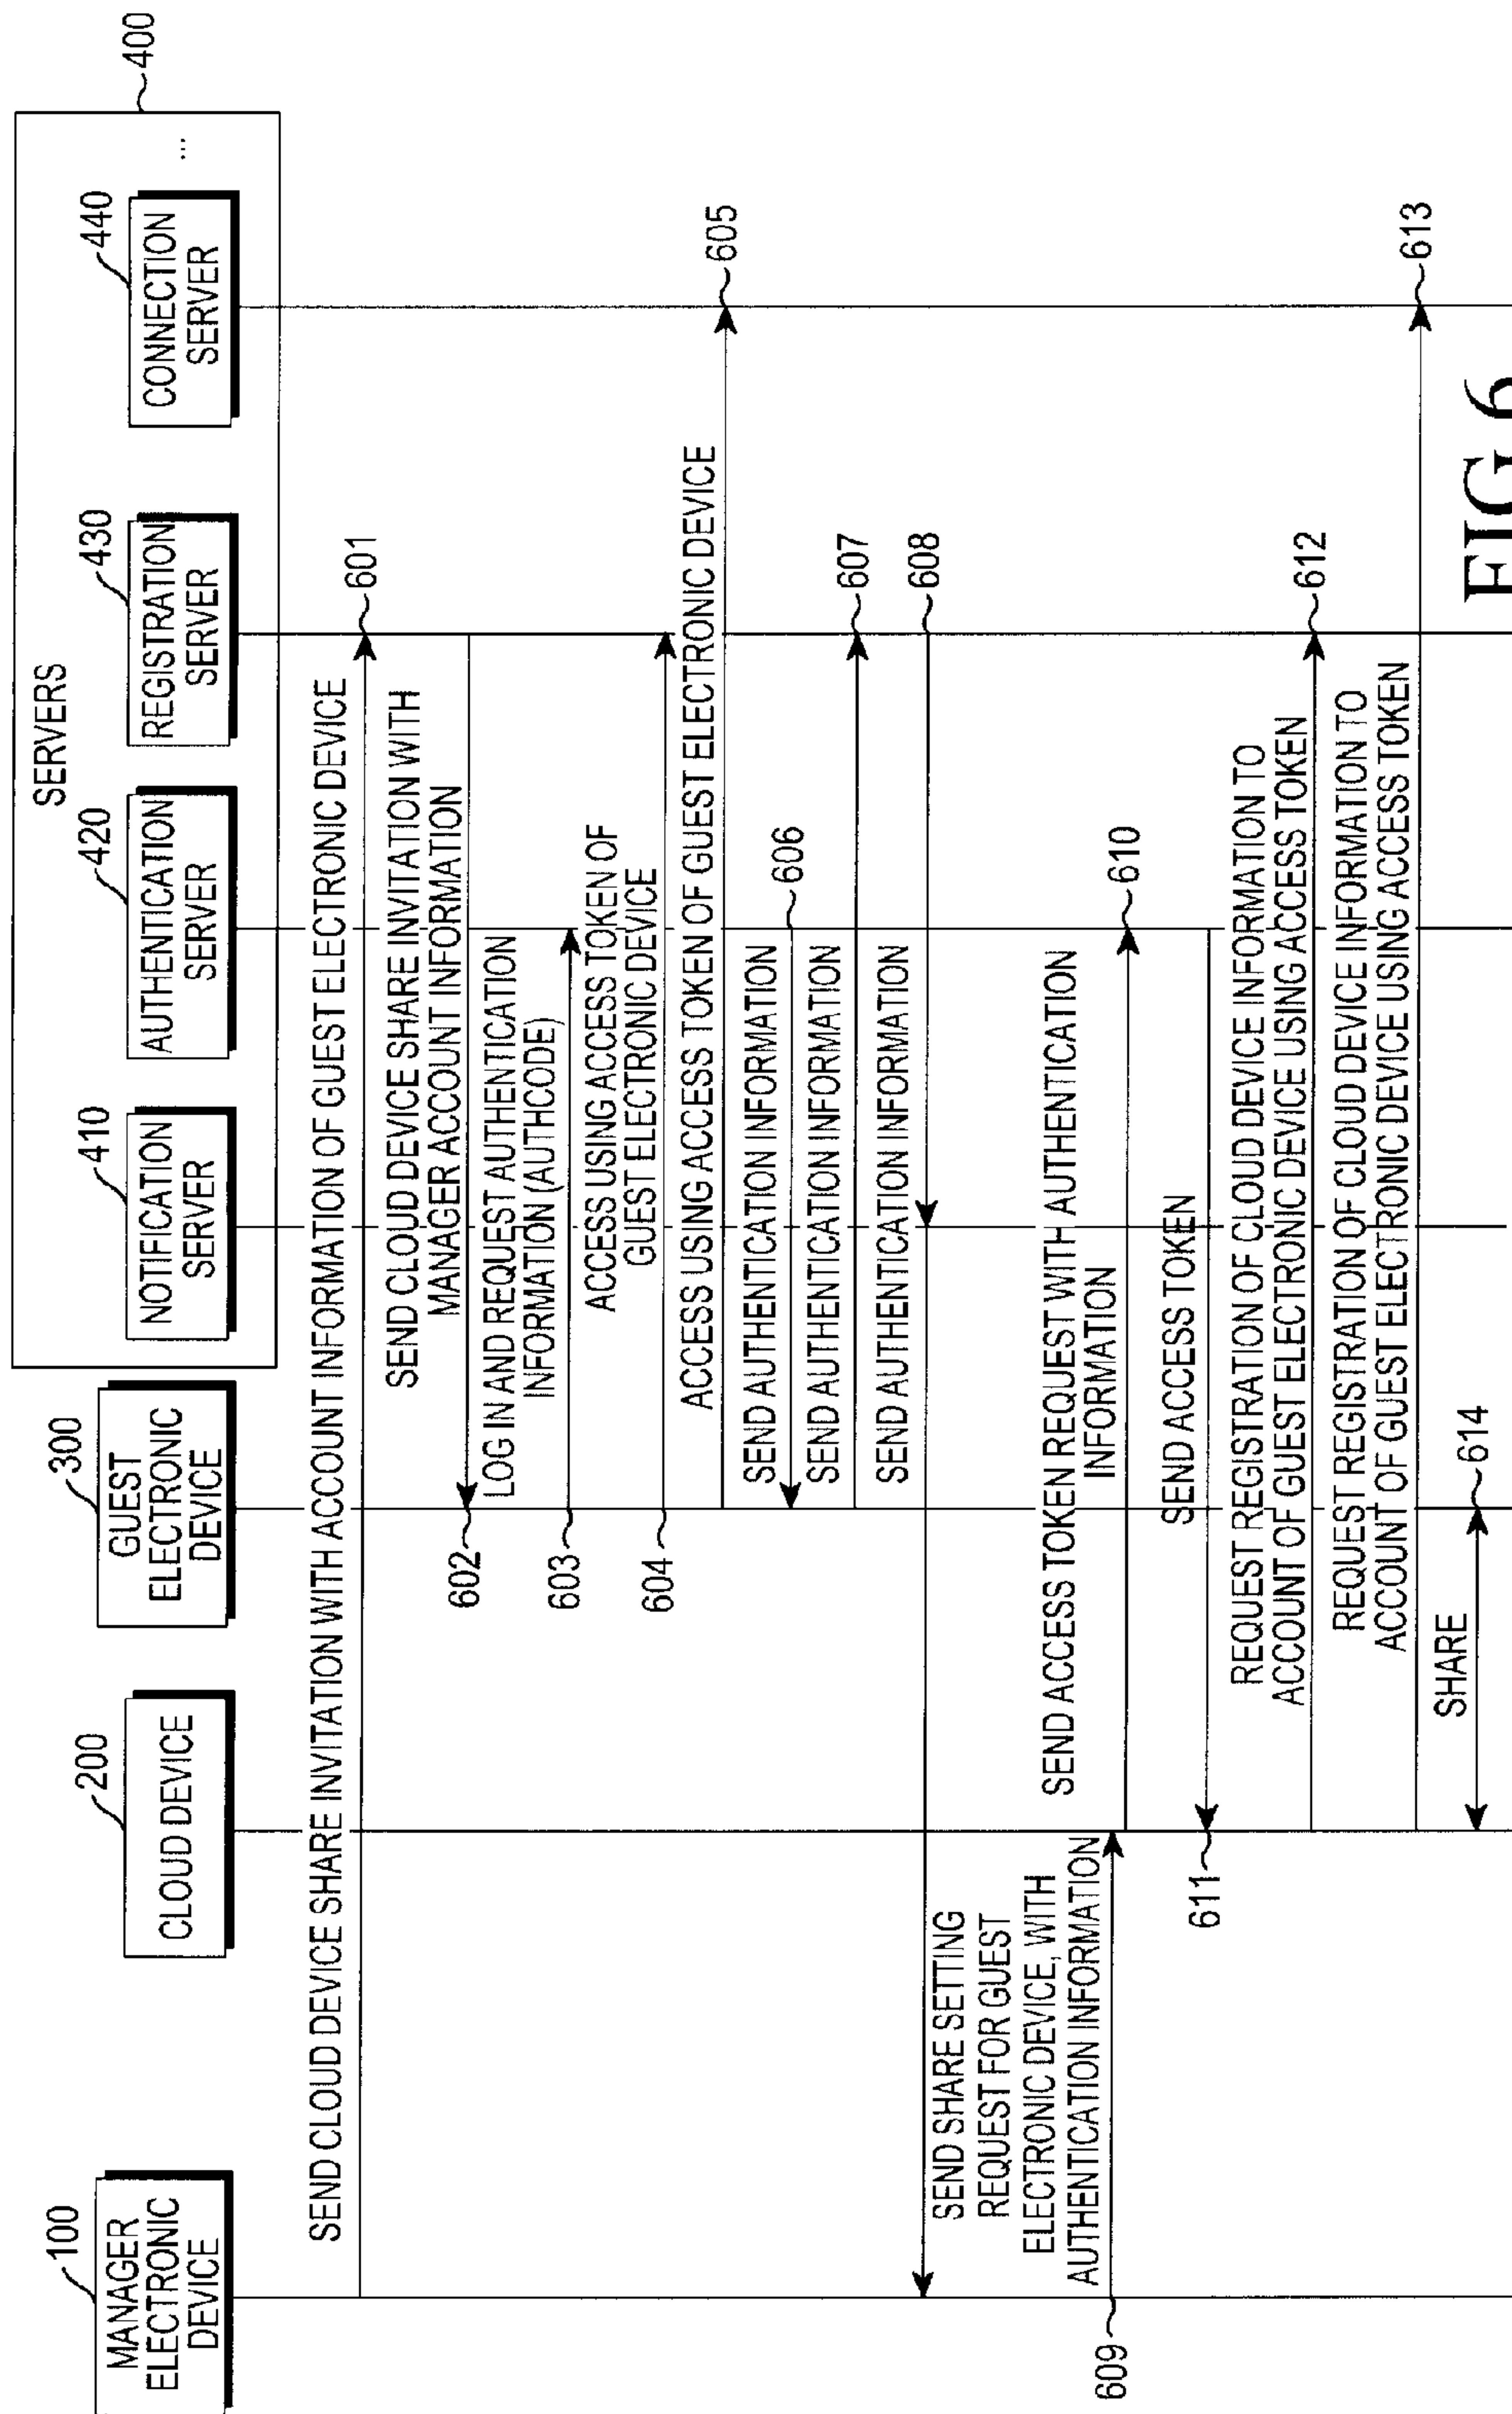 SERVERS
400
100
200
300
410
420
430
440
MANAGER
ELECTRONIC
DEVICE
CLOUD DEVICE
GUEST
ELECTRONIC
DEVICE
NOTIFICATION
SERVER
AUTHENTICATION
SERVER
REGISTRATION
SERVER
CONNECTION
SERVER
...
SEND CLOUD DEVICE SHARE INVITATION WITH ACCOUNT INFORMATION OF GUEST ELECTRONIC DEVICE
601
SEND CLOUD DEVICE SHARE INVITATION WITH
MANAGER ACCOUNT INFORMATION
602
LOG IN AND REQUEST AUTHENTICATION
INFORMATION (AUTHCODE)
603
ACCESS USING ACCESS TOKEN OF
GUEST ELECTRONIC DEVICE
604
ACCESS USING ACCESS TOKEN OF GUEST ELECTRONIC DEVICE
605
SEND AUTHENTICATION INFORMATION
606
SEND AUTHENTICATION INFORMATION
607
SEND AUTHENTICATION INFORMATION
608
SEND SHARE SETTING
REQUEST FOR GUEST
ELECTRONIC DEVICE, WITH
AUTHENTICATION INFORMATION
609
SEND ACCESS TOKEN REQUEST WITH AUTHENTICATION
INFORMATION
610
SEND ACCESS TOKEN
611
REQUEST REGISTRATION OF CLOUD DEVICE INFORMATION TO
ACCOUNT OF GUEST ELECTRONIC DEVICE USING ACCESS TOKEN
612
REQUEST REGISTRATION OF CLOUD DEVICE INFORMATION TO
ACCOUNT OF GUEST ELECTRONIC DEVICE USING ACCESS TOKEN
613
SHARE
614
FIG.6